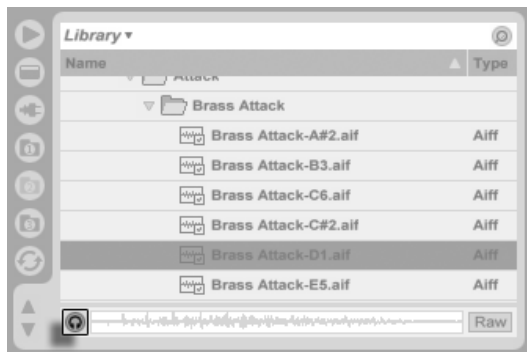 Library
Name Type
Attack
Brass Attack
Brass Attack-A#2.aif Aiff
Brass Attack-B3.aif Aiff
Brass Attack-C6.aif Aiff
Brass Attack-C#2.aif Aiff
Brass Attack-D1.aif Aiff
Brass Attack-E5.aif Aiff
Raw